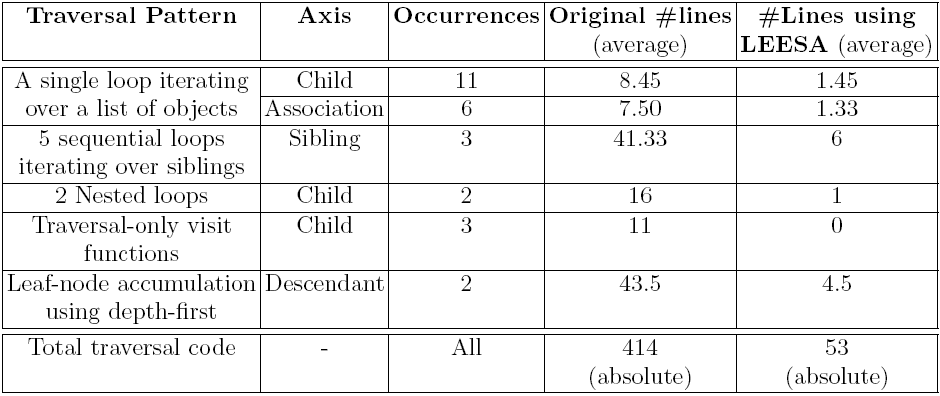 Traversal Pattern Axis Occurrences Original #lines #Lines using
(average) LEESA (average)
A single loop iterating Child 11 8.45 1.45
over a list of objects Association 6 7.50 1.33
5 sequential loops Sibling 3 41.33 6
iterating over siblings
2 Nested loops Child 2 16 1
Traversal-only visit Child 3 11 0
functions
Leaf-node accumulation Descendant 2 43.5 4.5
using depth-first
Total traversal code - All 414 53
(absolute) (absolute)